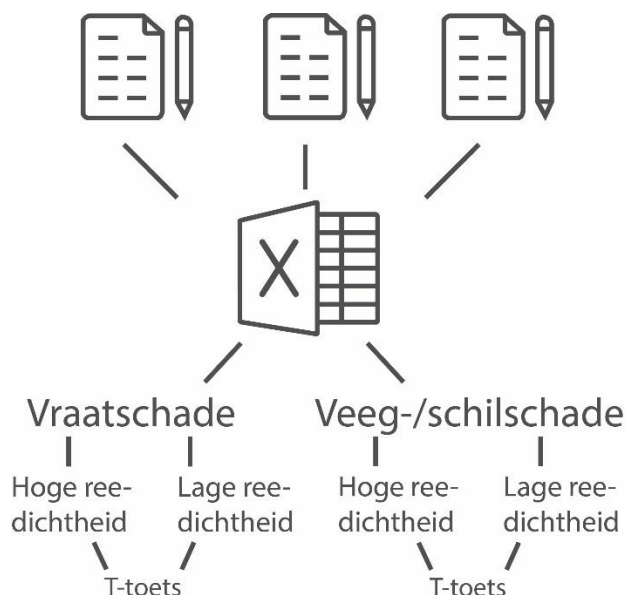 X
Vraatschade
Veeg-/schilschade
Hoge ree-
dichtheid
Lage ree-
dichtheid
Hoge ree-
dichtheid
Lage ree-
dichtheid
T-toets
T-toets